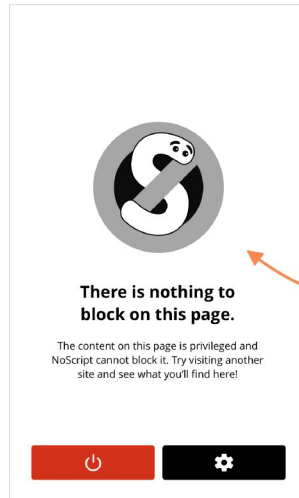 There is nothing to
block on this page.
The content on this page is privileged and
NoScript cannot block it. Try visiting another
site and see what you'll find here!